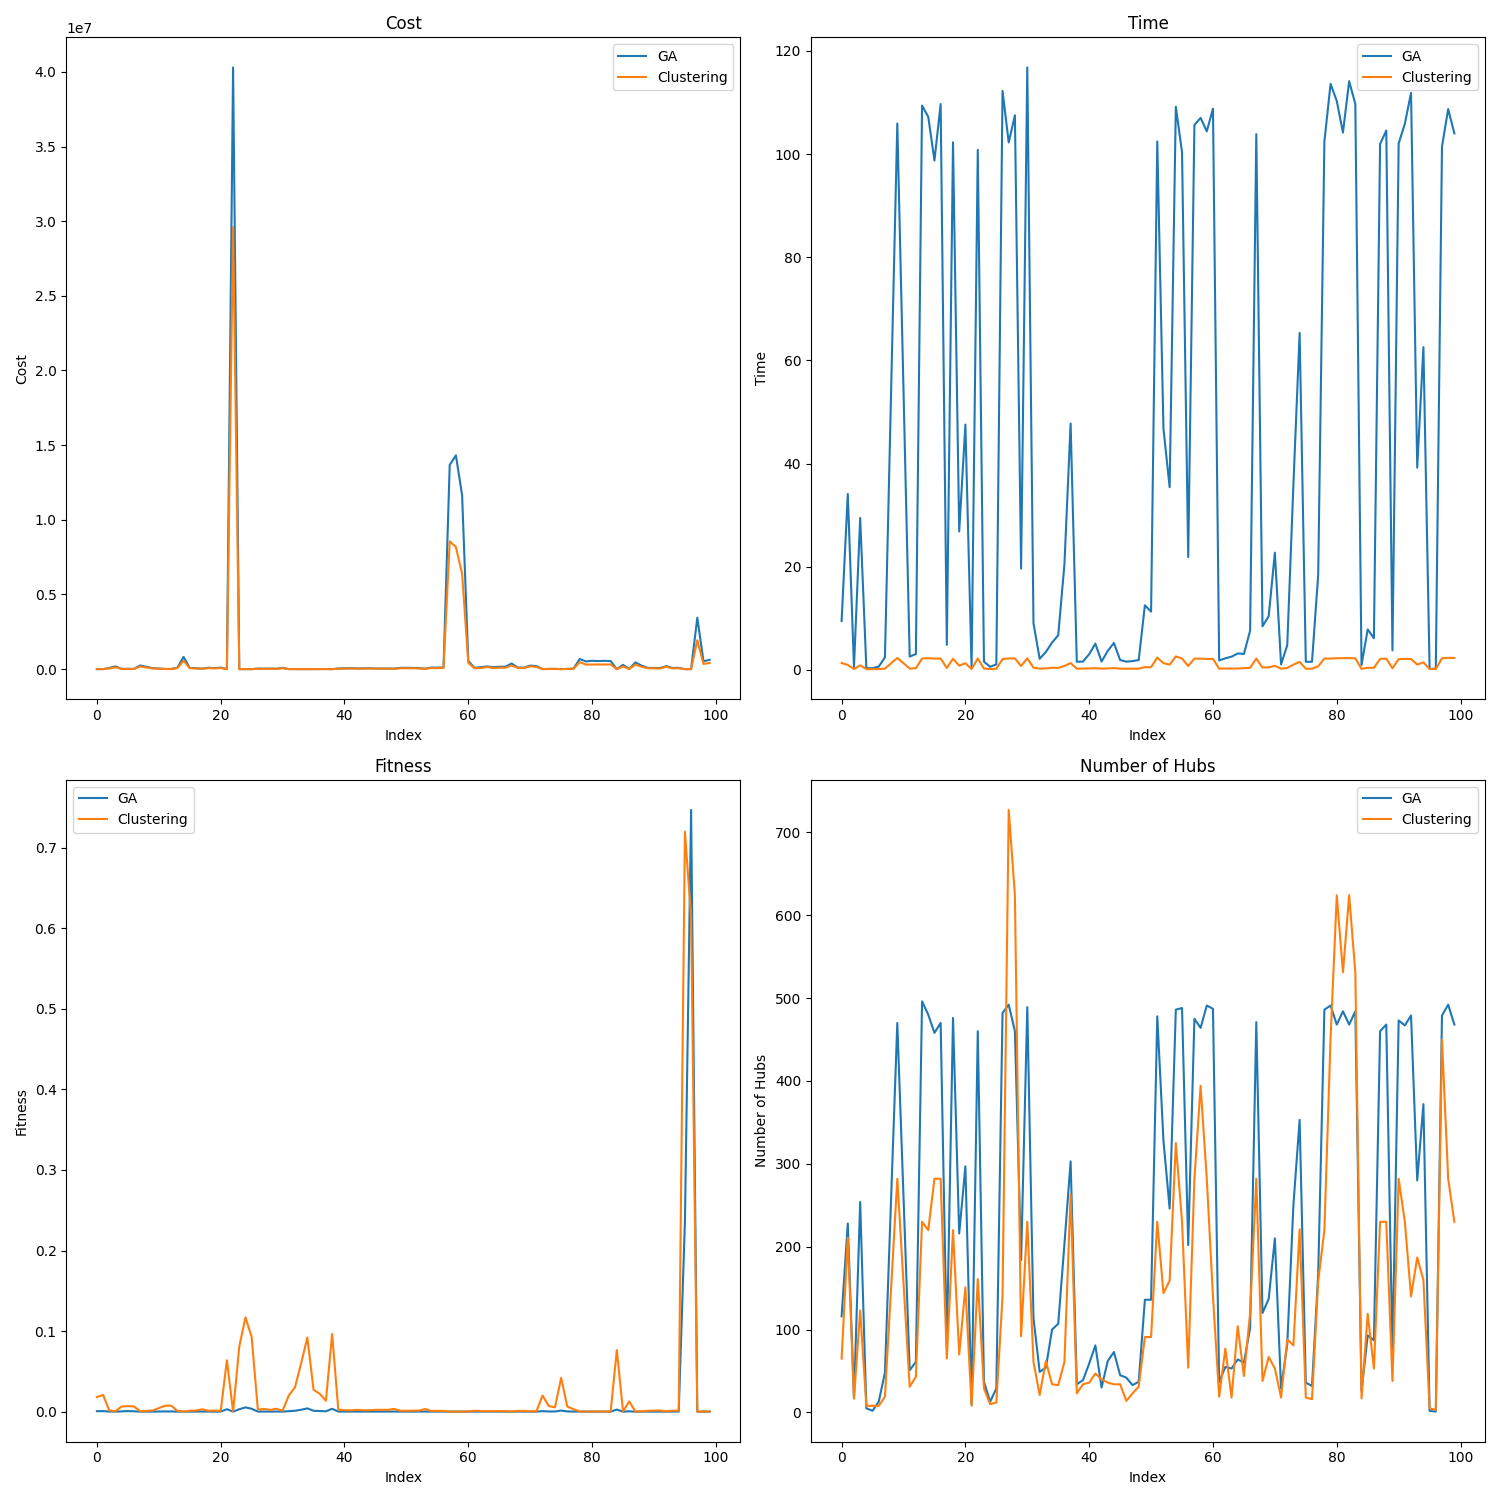 Cost
1e7
GA
Clustering
4.0
3.5
3.0
2.5
2.0
1.5
1.0
0.5
0.0
Cost
0 20 40 60 80 100
Index
Time
GA
Clustering
120
100
80
60
40
20
0
Time
0 20 40 60 80 100
Index
Fitness
GA
Clustering
0.7
0.6
0.5
0.4
0.3
0.2
0.1
0.0
Fitness
0 20 40 60 80 100
Index
Number of Hubs
GA
Clustering
700
600
500
400
300
200
100
0
Number of Hubs
0 20 40 60 80 100
Index